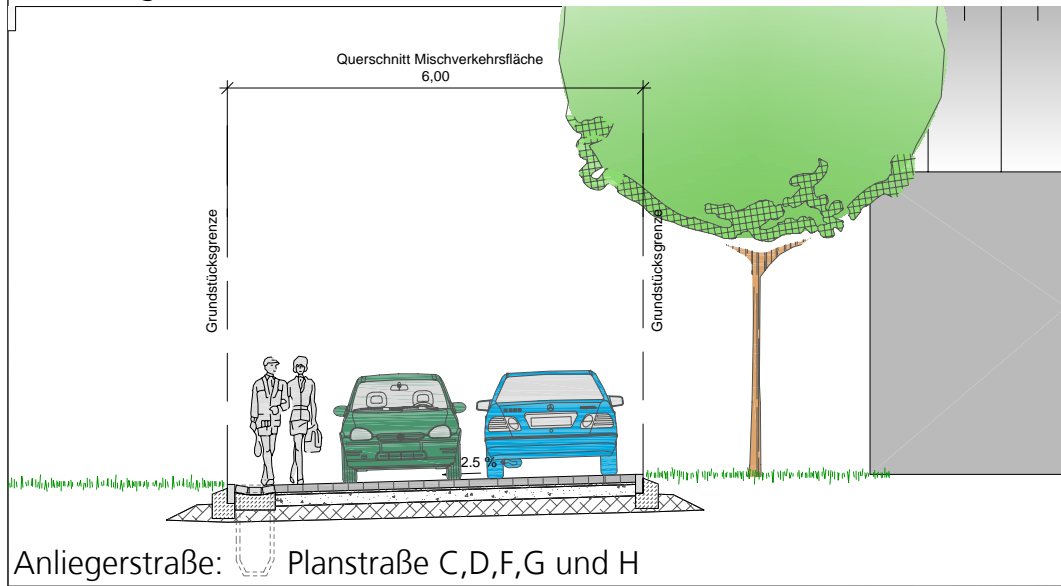 Querschnitt Mischverkehrsfläche
6,00
Grundstücksgrenze
Grundstücksgrenze
2.5 %
Anliegerstraße: Planstraße C,D,F,G und H